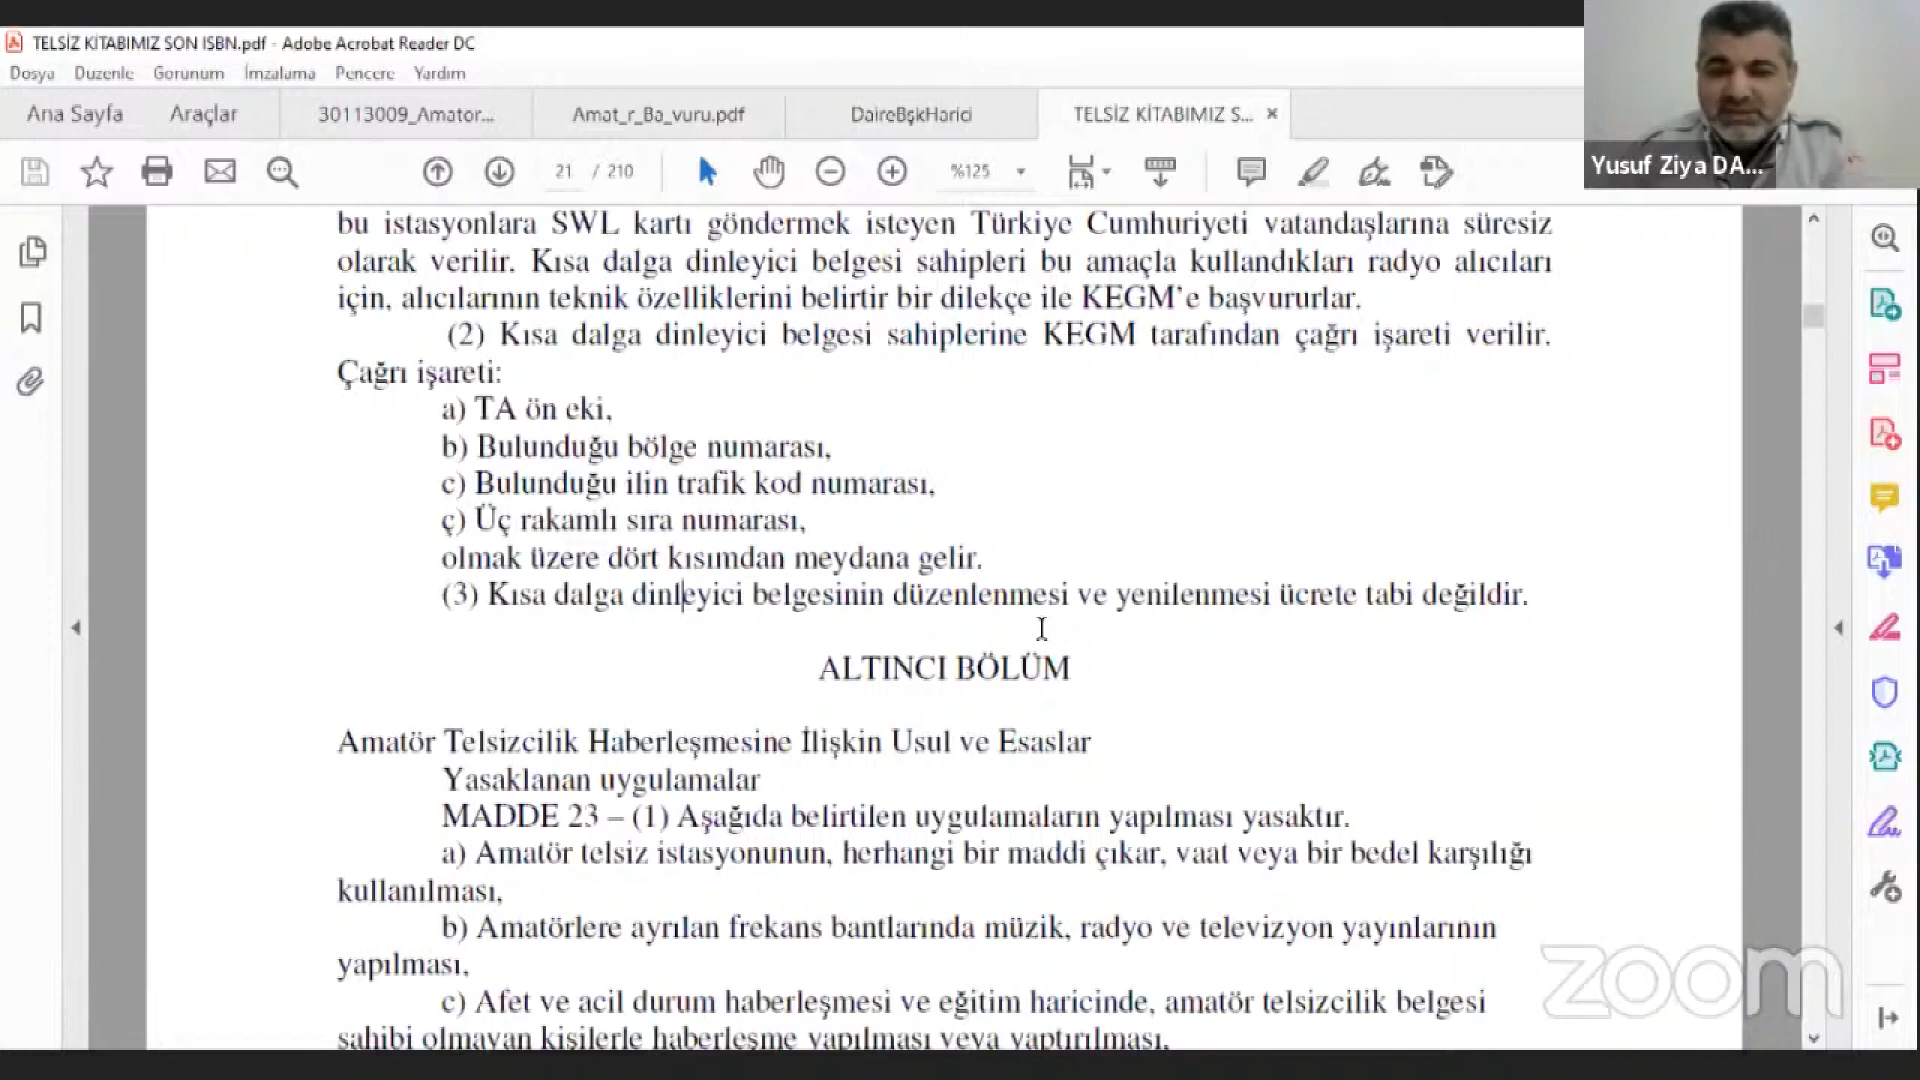 TELSİZ KİTABIMIZ SON ISBN.pdf - Adobe Acrobat Reader DC
Dosya Düzenle Görünüm İmzalama Pencere Yardım
Ana Sayfa Araçlar 30113009_Amator... Amat_r_Ba_vuru.pdf DaireBşkHarici TELSİZ KİTABIMIZ S... ×
21 / 210 %125
Yusuf Ziya DA...
bu istasyonlara SWL kartı göndermek isteyen Türkiye Cumhuriyeti vatandaşlarına süresiz
olarak verilir. Kısa dalga dinleyici belgesi sahipleri bu amaçla kullandıkları radyo alıcıları
için, alıcılarının teknik özelliklerini belirtir bir dilekçe ile KEGM’e başvururlar.
(2) Kısa dalga dinleyici belgesi sahiplerine KEGM tarafından çağrı işareti verilir.
Çağrı işareti:
a) TA ön eki,
b) Bulunduğu bölge numarası,
c) Bulunduğu ilin trafik kod numarası,
ç) Üç rakamlı sıra numarası,
olmak üzere dört kısımdan meydana gelir.
(3) Kısa dalga dinleyici belgesinin düzenlenmesi ve yenilenmesi ücrete tabi değildir.
ALTINCI BÖLÜM
Amatör Telsizcilik Haberleşmesine İlişkin Usul ve Esaslar
Yasaklanan uygulamalar
MADDE 23 – (1) Aşağıda belirtilen uygulamaların yapılması yasaktır.
a) Amatör telsiz istasyonunun, herhangi bir maddi çıkar, vaat veya bir bedel karşılığı
kullanılması,
b) Amatörlere ayrılan frekans bantlarında müzik, radyo ve televizyon yayınlarının
yapılması,
c) Afet ve acil durum haberleşmesi ve eğitim haricinde, amatör telsizcilik belgesi
sahibi olmayan kişilerle haberleşme yapılması veya yaptırılması,
zoom